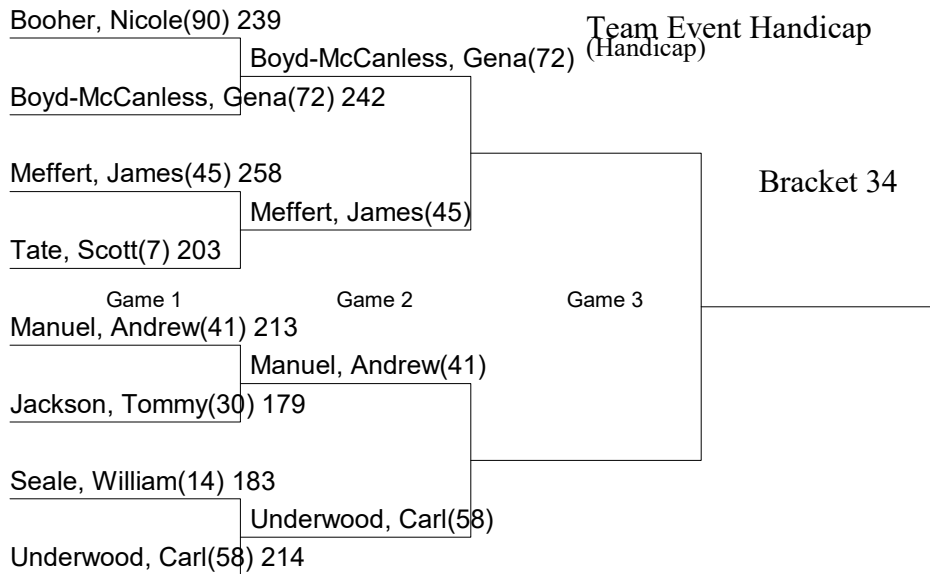 Booher, Nicole(90) 239
Team Event Handicap
(Handicap)
Boyd-McCanless, Gena(72)
Boyd-McCanless, Gena(72) 242
Meffert, James(45) 258
Bracket 34
Meffert, James(45)
Tate, Scott(7) 203
Game 1 Game 2 Game 3
Manuel, Andrew(41) 213
Manuel, Andrew(41)
Jackson, Tommy(30) 179
Seale, William(14) 183
Underwood, Carl(58)
Underwood, Carl(58) 214